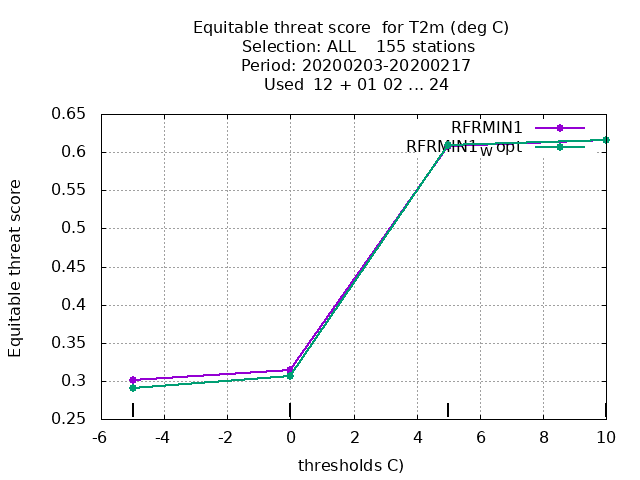 Equitable threat score for T2m (deg C)
Selection: ALL 155 stations
Period: 20200203-20200217
Used 12 + 01 02 ... 24
RFRMIN1
RFRMIN1_W opt
0.65
0.6
0.55
0.5
0.45
0.4
0.35
0.3
0.25
Equitable threat score
-6 -4 -2 0 2 4 6 8 10
thresholds C)